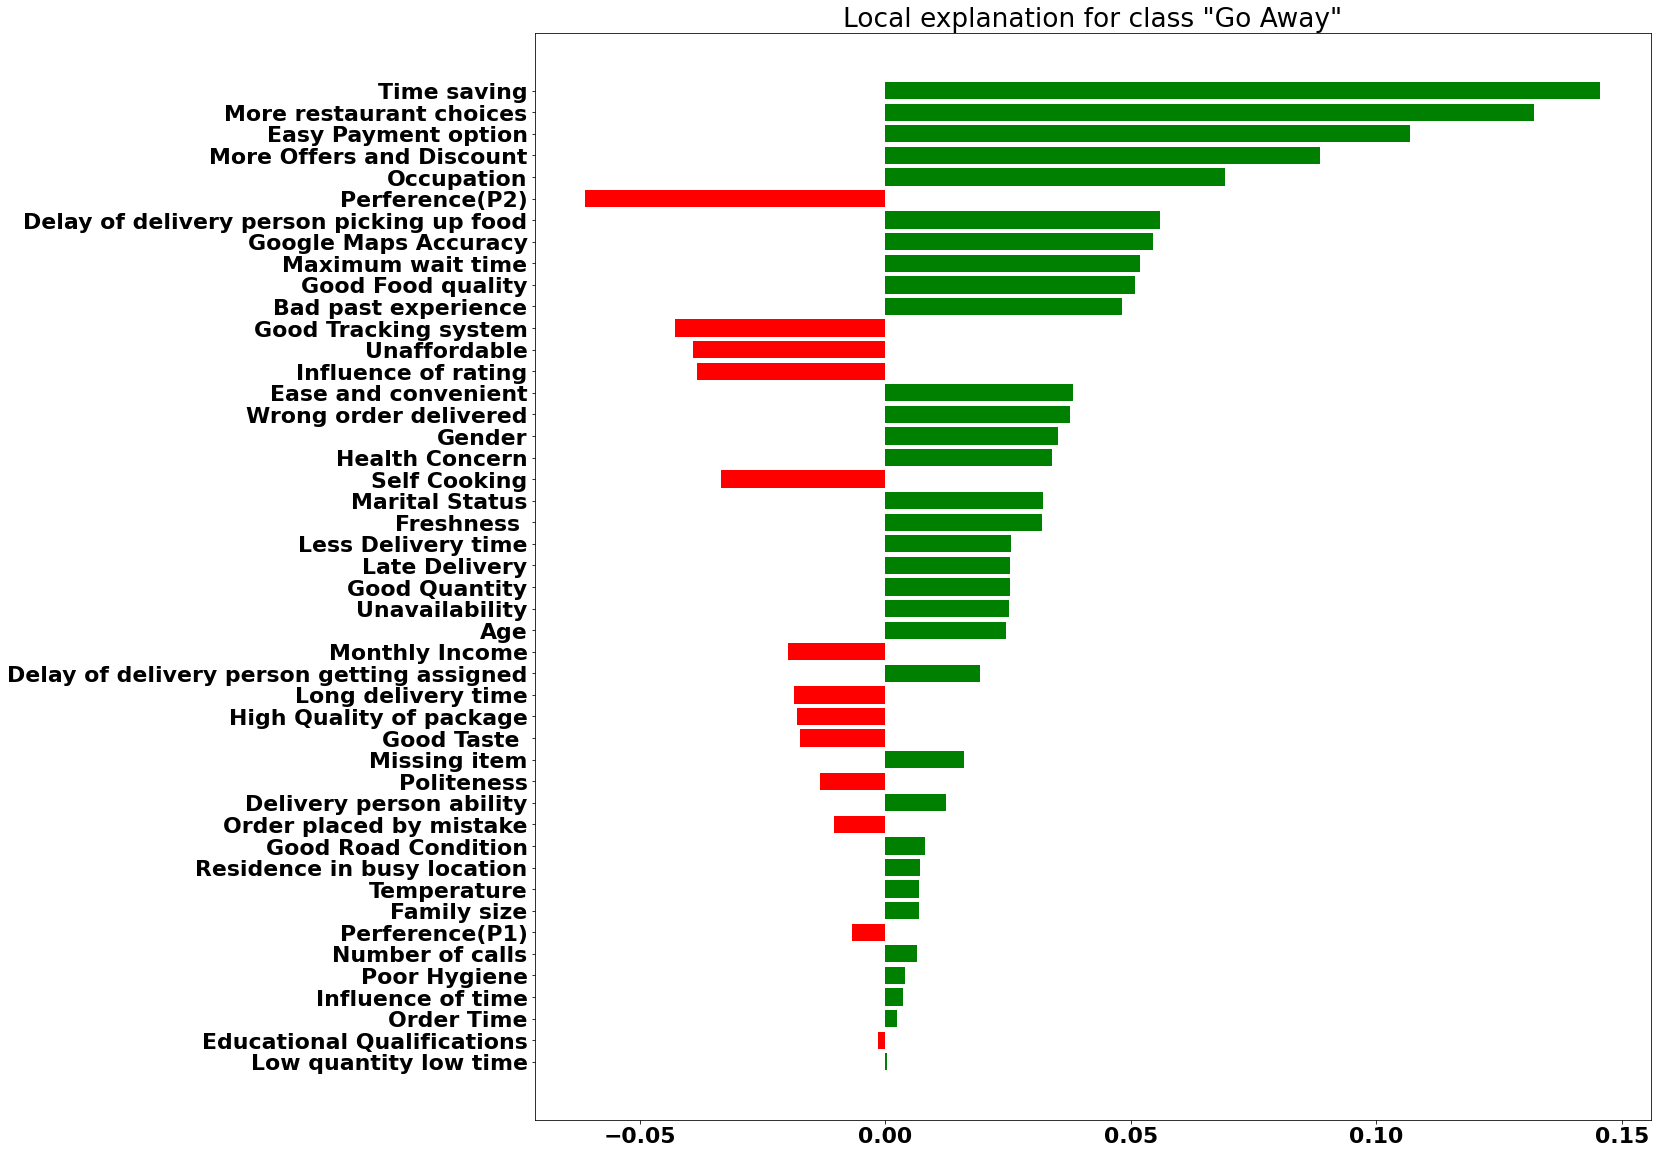 Local explanation for class "Go Away"
Time saving
More restaurant choices
Easy Payment option
More Offers and Discount
Occupation
Perference(P2)
Delay of delivery person picking up food
Google Maps Accuracy
Maximum wait time
Good Food quality
Bad past experience
Good Tracking system
Unaffordable
Influence of rating
Ease and convenient
Wrong order delivered
Gender
Health Concern
Self Cooking
Marital Status
Freshness
Less Delivery time
Late Delivery
Good Quantity
Unavailability
Age
Monthly Income
Delay of delivery person getting assigned
Long delivery time
High Quality of package
Good Taste
Missing item
Politeness
Delivery person ability
Order placed by mistake
Good Road Condition
Residence in busy location
Temperature
Family size
Perference(P1)
Number of calls
Poor Hygiene
Influence of time
Order Time
Educational Qualifications
Low quantity low time
−0.05 0.00 0.05 0.10 0.15